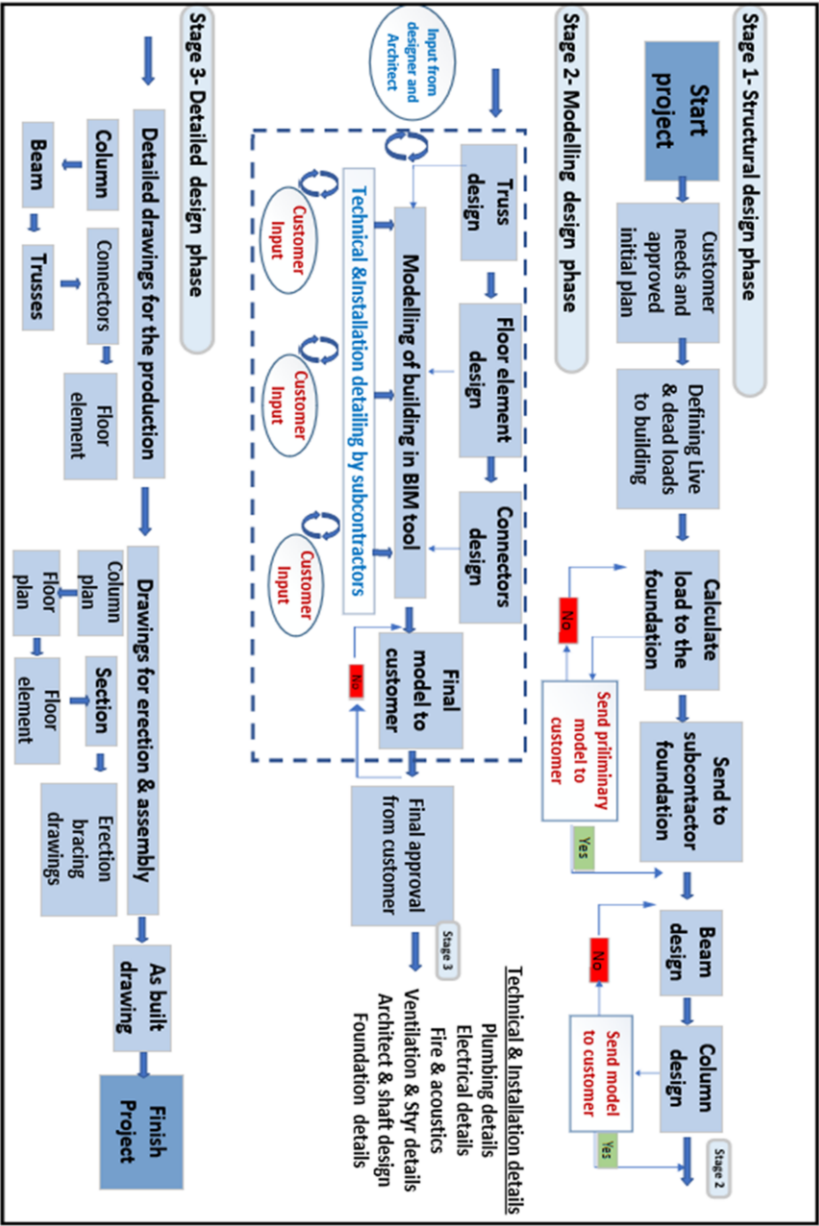 Stage 1- Structural design phase
Start
project
Customer
needs and
approved
initial plan
Defining Live
& dead loads
to building
Calculate
load to the
foundation
Send to
subcontactor
foundation
Beam
design
Column
design
Stage 2
No
Send priliminary
model to
customer
Yes
No
Send model
to customer
Yes
Stage 2- Modelling design phase
Input from
designer and
Architect
Truss
design
Floor element
design
Connectors
design
Modelling of building in BIM tool
Technical &Installation detailing by subcontractors
Customer
Input
Customer
Input
Customer
Input
Final
model to
customer
No
Final approval
from customer
Stage 3
Technical & Installation details
Plumbing details
Electrical details
Fire & acoustics
Ventilation & Styr details
Architect & shaft design
Foundation details
Stage 3- Detailed design phase
Detailed drawings for the production
Column
Beam
Connectors
Trusses
Floor
element
Drawings for erection & assembly
Column
plan
Floor
plan
Section
Floor
element
Erection
bracing
drawings
As built
drawing
Finish
Project